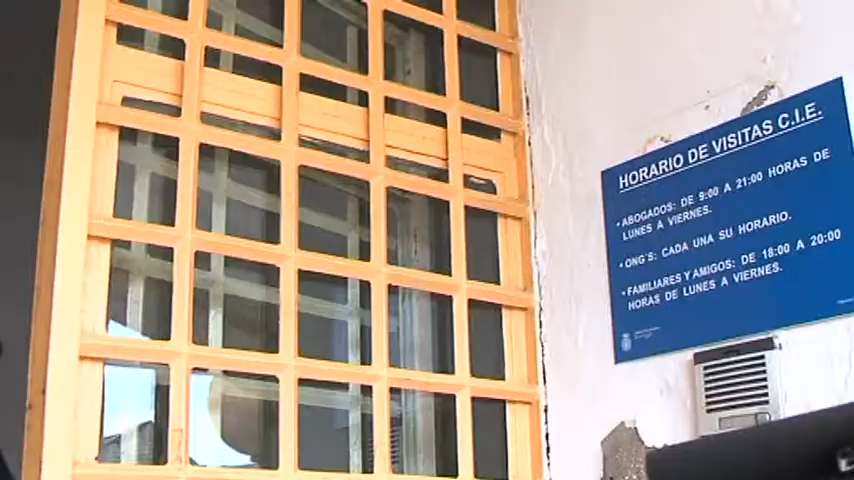 HORARIO DE VISITAS C.I.E.
• ABOGADOS: DE 9:00 A 21:00 HORAS DE
LUNES A VIERNES.
• ONG'S: CADA UNA SU HORARIO.
• FAMILIARES Y AMIGOS: DE 18:00 A 20:00
HORAS DE LUNES A VIERNES.